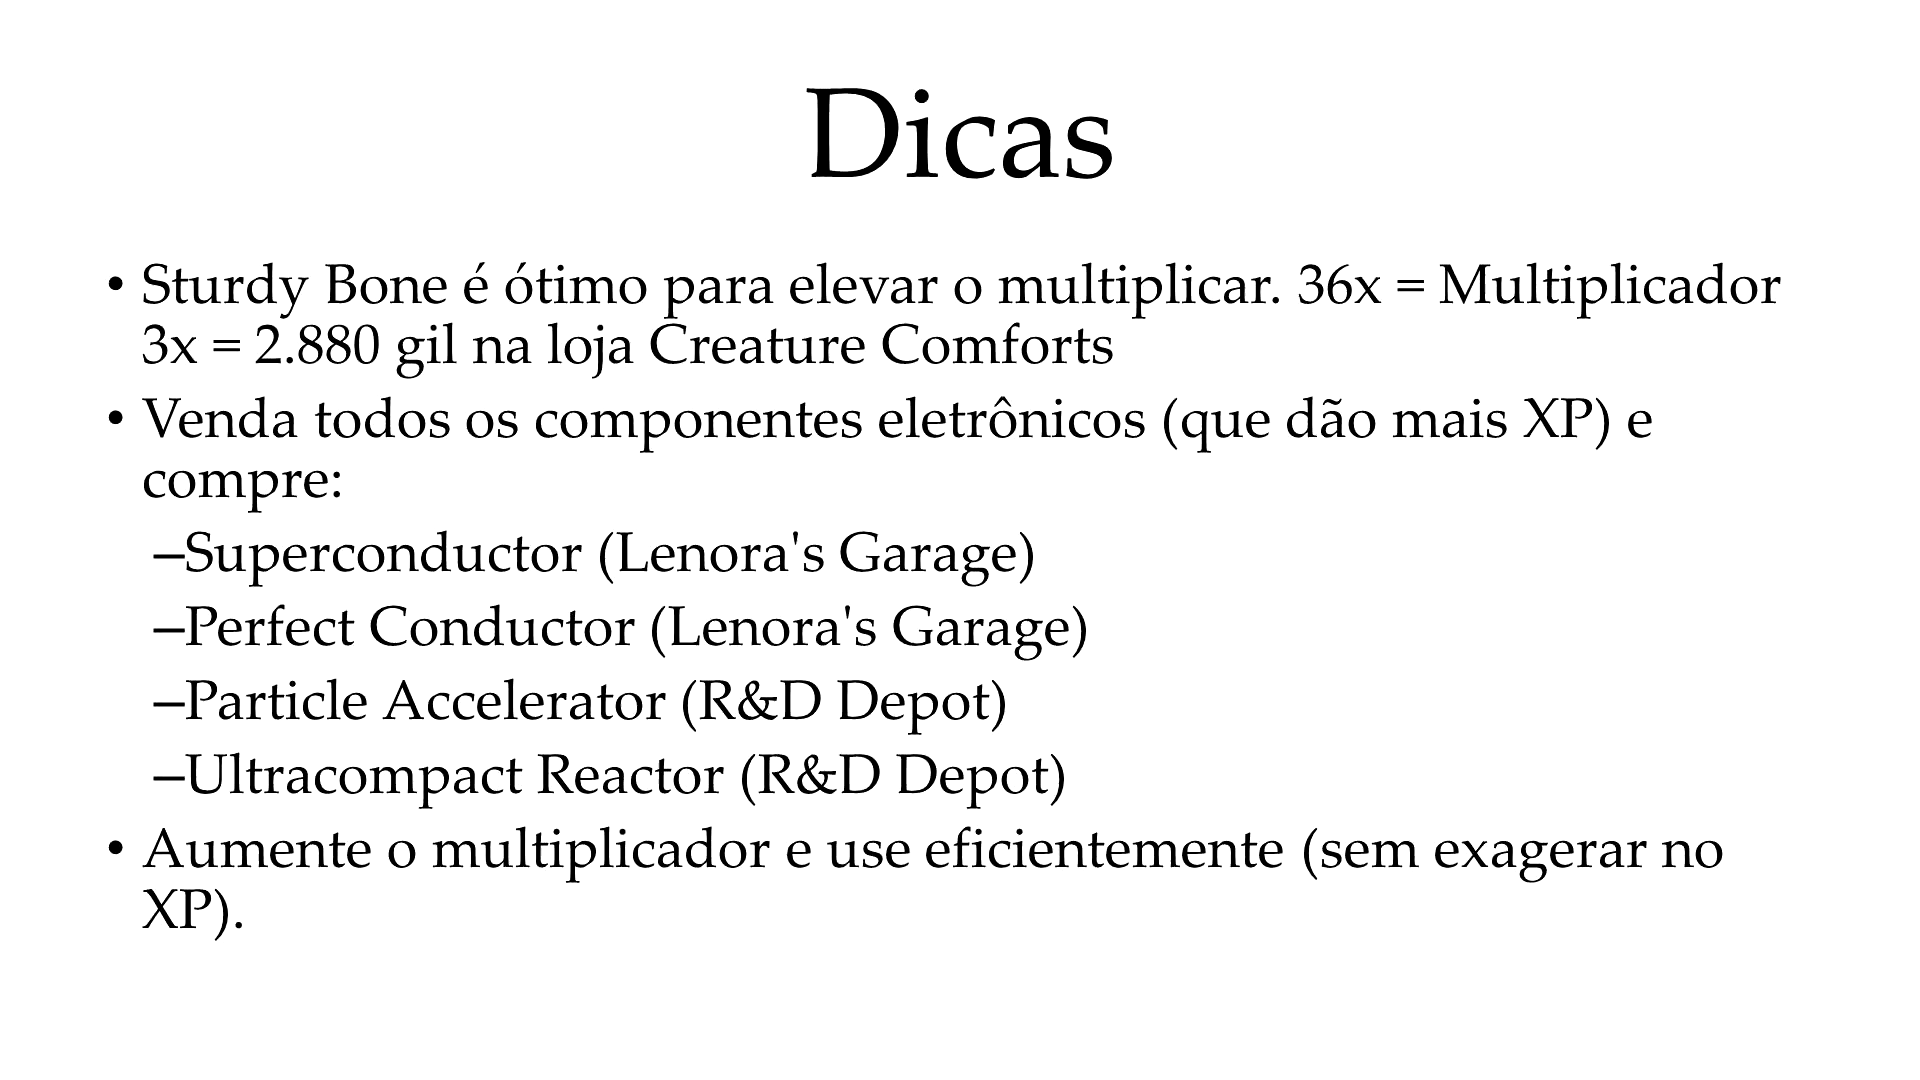 Dicas
• Sturdy Bone é ótimo para elevar o multiplicar. 36x = Multiplicador
3x = 2.880 gil na loja Creature Comforts
• Venda todos os componentes eletrônicos (que dão mais XP) e
compre:
–Superconductor (Lenora's Garage)
–Perfect Conductor (Lenora's Garage)
–Particle Accelerator (R&D Depot)
–Ultracompact Reactor (R&D Depot)
• Aumente o multiplicador e use eficientemente (sem exagerar no
XP).